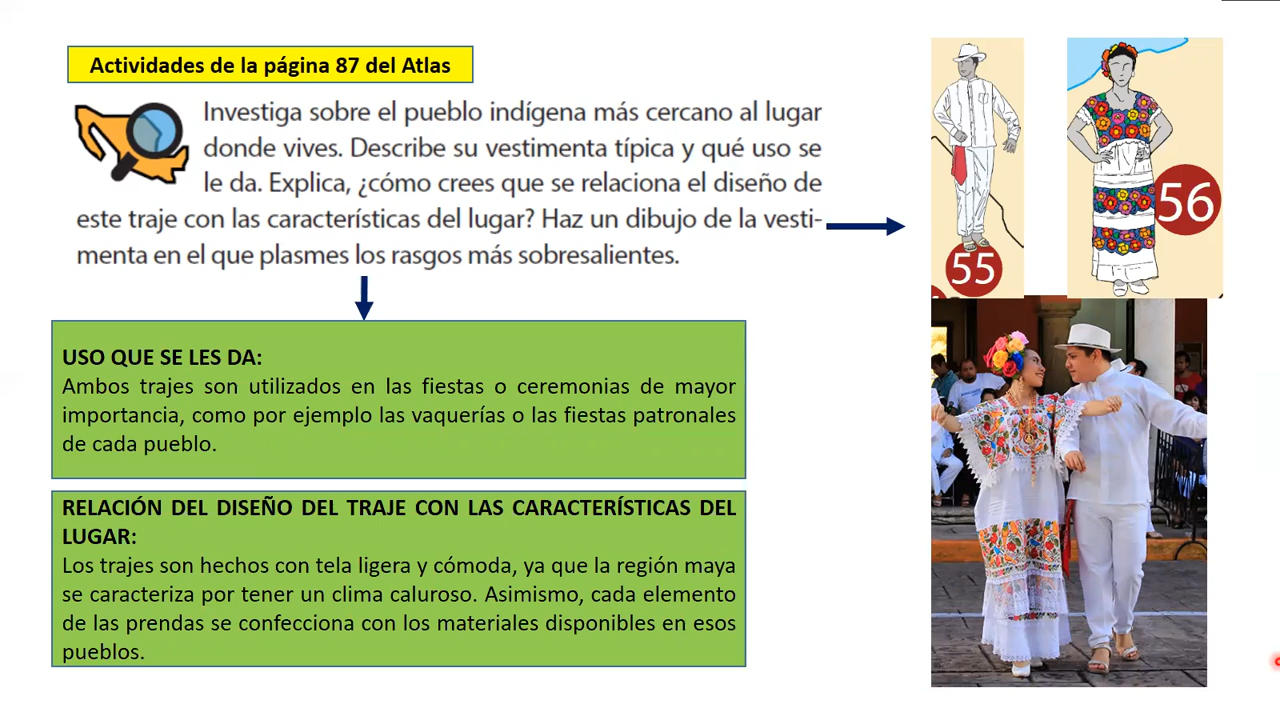 Actividades de la página 87 del Atlas
Investiga sobre el pueblo indígena más cercano al lugar
donde vives. Describe su vestimenta típica y qué uso se
le da. Explica, ¿cómo crees que se relaciona el diseño de
este traje con las características del lugar? Haz un dibujo de la vesti-
menta en el que plasmes los rasgos más sobresalientes.
55
56
USO QUE SE LES DA:
Ambos trajes son utilizados en las fiestas o ceremonias de mayor
importancia, como por ejemplo las vaquerías o las fiestas patronales
de cada pueblo.
RELACIÓN DEL DISEÑO DEL TRAJE CON LAS CARACTERÍSTICAS DEL
LUGAR:
Los trajes son hechos con tela ligera y cómoda, ya que la región maya
se caracteriza por tener un clima caluroso. Asimismo, cada elemento
de las prendas se confecciona con los materiales disponibles en esos
pueblos.